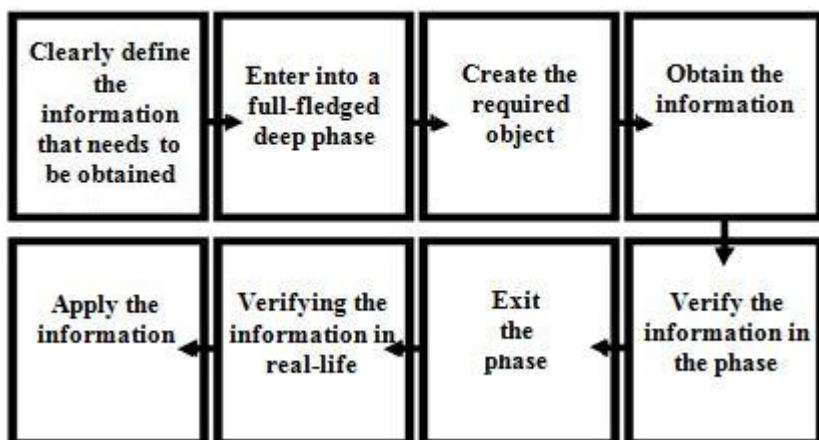 Clearly define
the
information
that needs to
be obtained
Enter into a
full-fledged
deep phase
Create the
required
object
Obtain the
information
Verify the
information in
the phase
Exit
the
phase
Verifying the
information in
real-life
Apply the
information